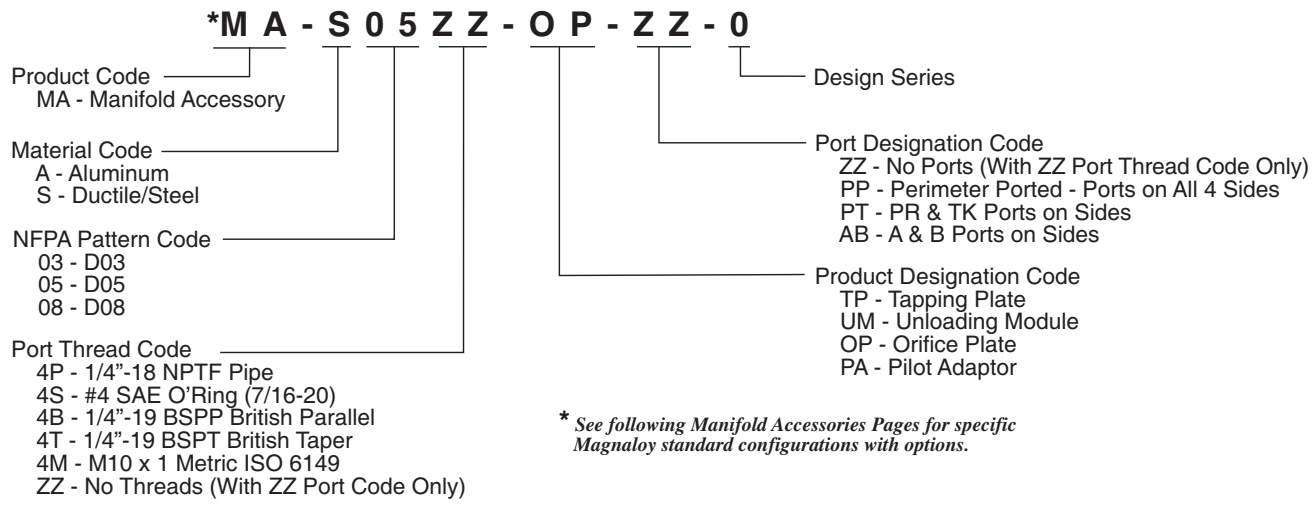 *MA-S05ZZ-OP-ZZ-0
Product Code
MA - Manifold Accessory
Material Code
A - Aluminum
S - Ductile/Steel
NFPA Pattern Code
03 - D03
05 - D05
08 - D08
Port Thread Code
4P - 1/4"-18 NPTF Pipe
4S - #4 SAE O'Ring (7/16-20)
4B - 1/4"-19 BSPP British Parallel
4T - 1/4"-19 BSPT British Taper
4M - M10 x 1 Metric ISO 6149
ZZ - No Threads (With ZZ Port Code Only)
Design Series
Port Designation Code
ZZ - No Ports (With ZZ Port Thread Code Only)
PP - Perimeter Ported - Ports on All 4 Sides
PT - PR & TK Ports on Sides
AB - A & B Ports on Sides
Product Designation Code
TP - Tapping Plate
UM - Unloading Module
OP - Orifice Plate
PA - Pilot Adaptor
* See following Manifold Accessories Pages for specific
Magnaloy standard configurations with options.